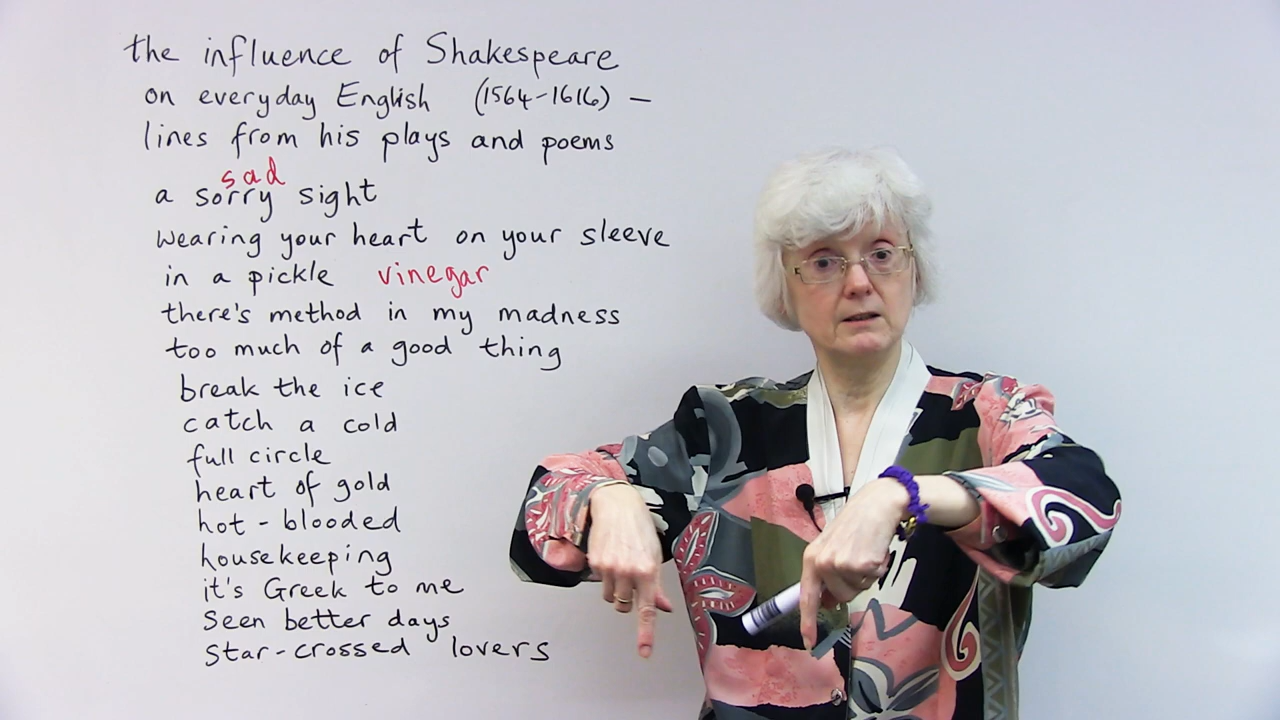 the influence of Shakespeare
on everyday English (1564-1616) –
lines from his plays and poems
sad
a sorry sight
wearing your heart on your sleeve
in a pickle vinegar
there's method in my madness
too much of a good thing
break the ice
catch a cold
full circle
heart of gold
hot-blooded
housekeeping
it's Greek to me
seen better days
star-crossed lovers